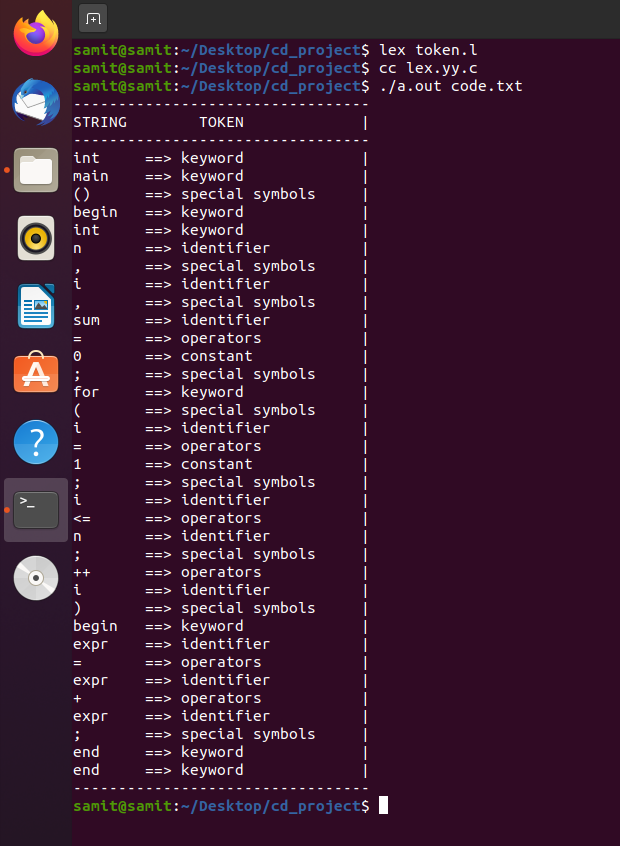 samit@samit:~/Desktop/cd_project$ lex token.l
samit@samit:~/Desktop/cd_project$ cc lex.yy.c
samit@samit:~/Desktop/cd_project$ ./a.out code.txt
---------------------------------
STRING        TOKEN             |
---------------------------------
int     ==> keyword             |
main    ==> keyword             |
()      ==> special symbols     |
begin   ==> keyword             |
int     ==> keyword             |
n       ==> identifier          |
,       ==> special symbols     |
i       ==> identifier          |
,       ==> special symbols     |
sum     ==> identifier          |
=       ==> operators           |
0       ==> constant            |
;       ==> special symbols     |
for     ==> keyword             |
(       ==> special symbols     |
i       ==> identifier          |
=       ==> operators           |
1       ==> constant            |
;       ==> special symbols     |
i       ==> identifier          |
<=      ==> operators           |
n       ==> identifier          |
;       ==> special symbols     |
++      ==> operators           |
i       ==> identifier          |
)       ==> special symbols     |
begin   ==> keyword             |
expr    ==> identifier          |
=       ==> operators           |
expr    ==> identifier          |
+       ==> operators           |
expr    ==> identifier          |
;       ==> special symbols     |
end     ==> keyword             |
end     ==> keyword             |
---------------------------------
samit@samit:~/Desktop/cd_project$